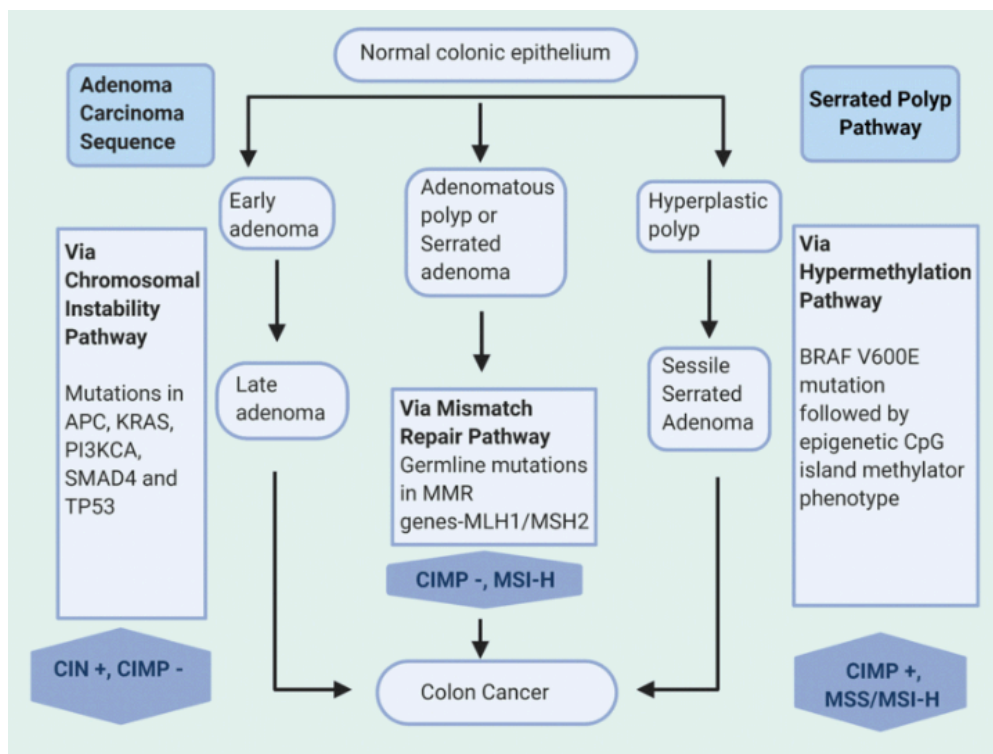 Normal colonic epithelium
Adenoma
Carcinoma
Sequence
Serrated Polyp
Pathway
Early
adenoma
Adenomatous
polyp or
Serrated
adenoma
Hyperplastic
polyp
Via
Chromosomal
Instability
Pathway
Mutations in
APC, KRAS,
PI3KCA,
SMAD4 and
TP53
Late
adenoma
Via Mismatch
Repair Pathway
Germline mutations
in MMR
genes-MLH1/MSH2
Sessile
Serrated
Adenoma
Via
Hypermethylation
Pathway
BRAF V600E
mutation
followed by
epigenetic CpG
island methylator
phenotype
CIMP -, MSI-H
CIN +, CIMP -
Colon Cancer
CIMP +,
MSS/MSI-H